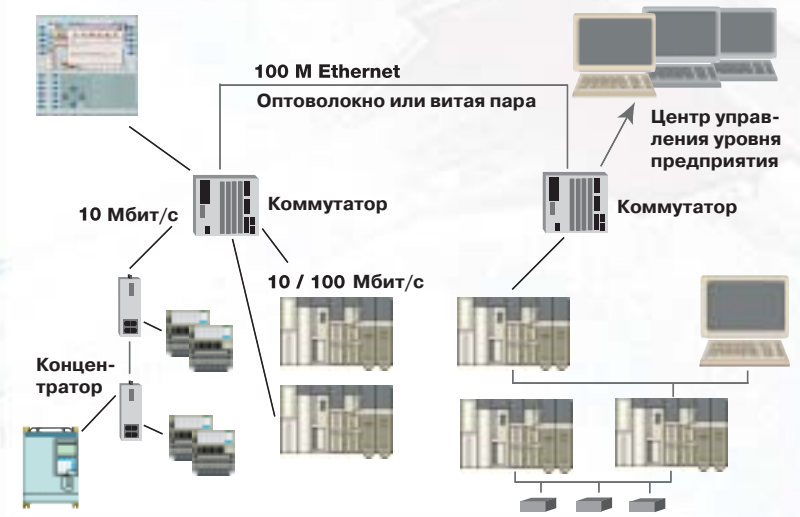 100 M Ethernet
Оптоволокно или витая пара
Центр управ-
ления уровня
предприятия
10 Мбит/с
Коммутатор
Коммутатор
10 / 100 Мбит/с
Концен-
тратор